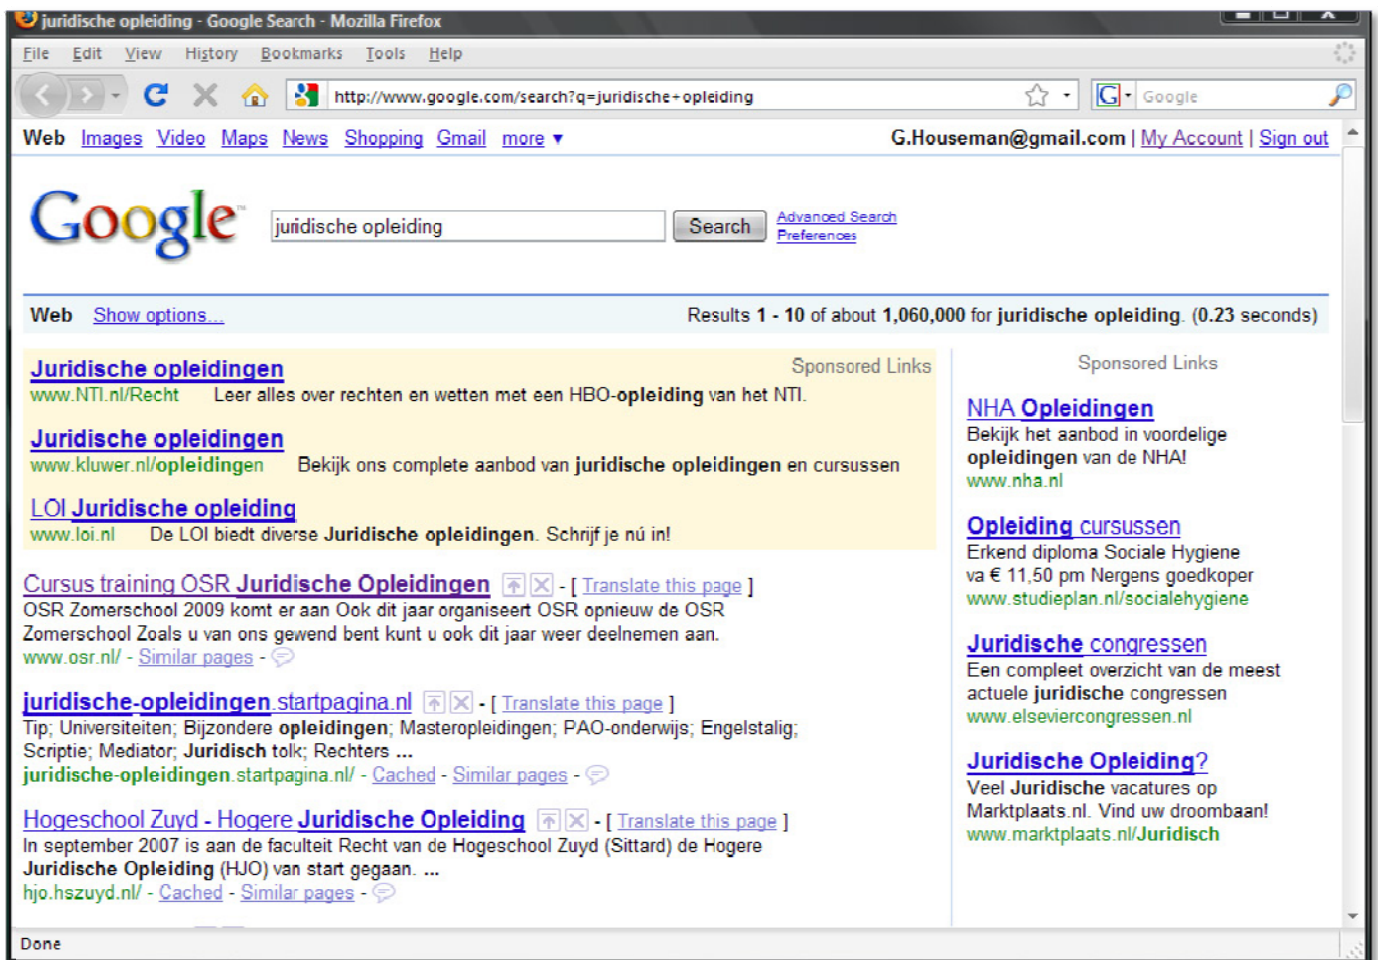 juridische opleiding - Google Search - Mozilla Firefox
File Edit View History Bookmarks Tools Help
http://www.google.com/search?q=juridische+opleiding
Google
Web Images Video Maps News Shopping Gmail more ▼
G.Houseman@gmail.com | My Account | Sign out
Google™
juridische opleiding
Search
Advanced Search
Preferences
Web Show options...
Results 1 - 10 of about 1,060,000 for juridische opleiding. (0.23 seconds)
Sponsored Links
Juridische opleidingen
www.NTI.nl/Recht Leer alles over rechten en wetten met een HBO-opleiding van het NTI.
Juridische opleidingen
www.kluwer.nl/opleidingen Bekijk ons complete aanbod van juridische opleidingen en cursussen
LOI Juridische opleiding
www.loi.nl De LOI biedt diverse Juridische opleidingen. Schrijf je nú in!
Cursus training OSR Juridische Opleidingen - [ Translate this page ]
OSR Zomerschool 2009 komt er aan Ook dit jaar organiseert OSR opnieuw de OSR
Zomerschool Zoals u van ons gewend bent kunt u ook dit jaar weer deelnemen aan.
www.osr.nl/ - Similar pages -
juridische-opleidingen.startpagina.nl - [ Translate this page ]
Tip; Universiteiten; Bijzondere opleidingen; Masteropleidingen; PAO-onderwijs; Engelstalig;
Scriptie; Mediator; Juridisch tolk; Rechters ...
juridische-opleidingen.startpagina.nl/ - Cached - Similar pages -
Hogeschool Zuyd - Hogere Juridische Opleiding - [ Translate this page ]
In september 2007 is aan de faculteit Recht van de Hogeschool Zuyd (Sittard) de Hogere
Juridische Opleiding (HJO) van start gegaan. ...
hjo.hszuyd.nl/ - Cached - Similar pages -
Sponsored Links
NHA Opleidingen
Bekijk het aanbod in voordelige
opleidingen van de NHA!
www.nha.nl
Opleiding cursussen
Erkend diploma Sociale Hygiene
va € 11,50 pm Nergens goedkoper
www.studieplan.nl/socialehygiene
Juridische congressen
Een compleet overzicht van de meest
actuele juridische congressen
www.elseviercongressen.nl
Juridische Opleiding?
Veel Juridische vacatures op
Marktplaats.nl. Vind uw droombaan!
www.marktplaats.nl/Juridisch
Done